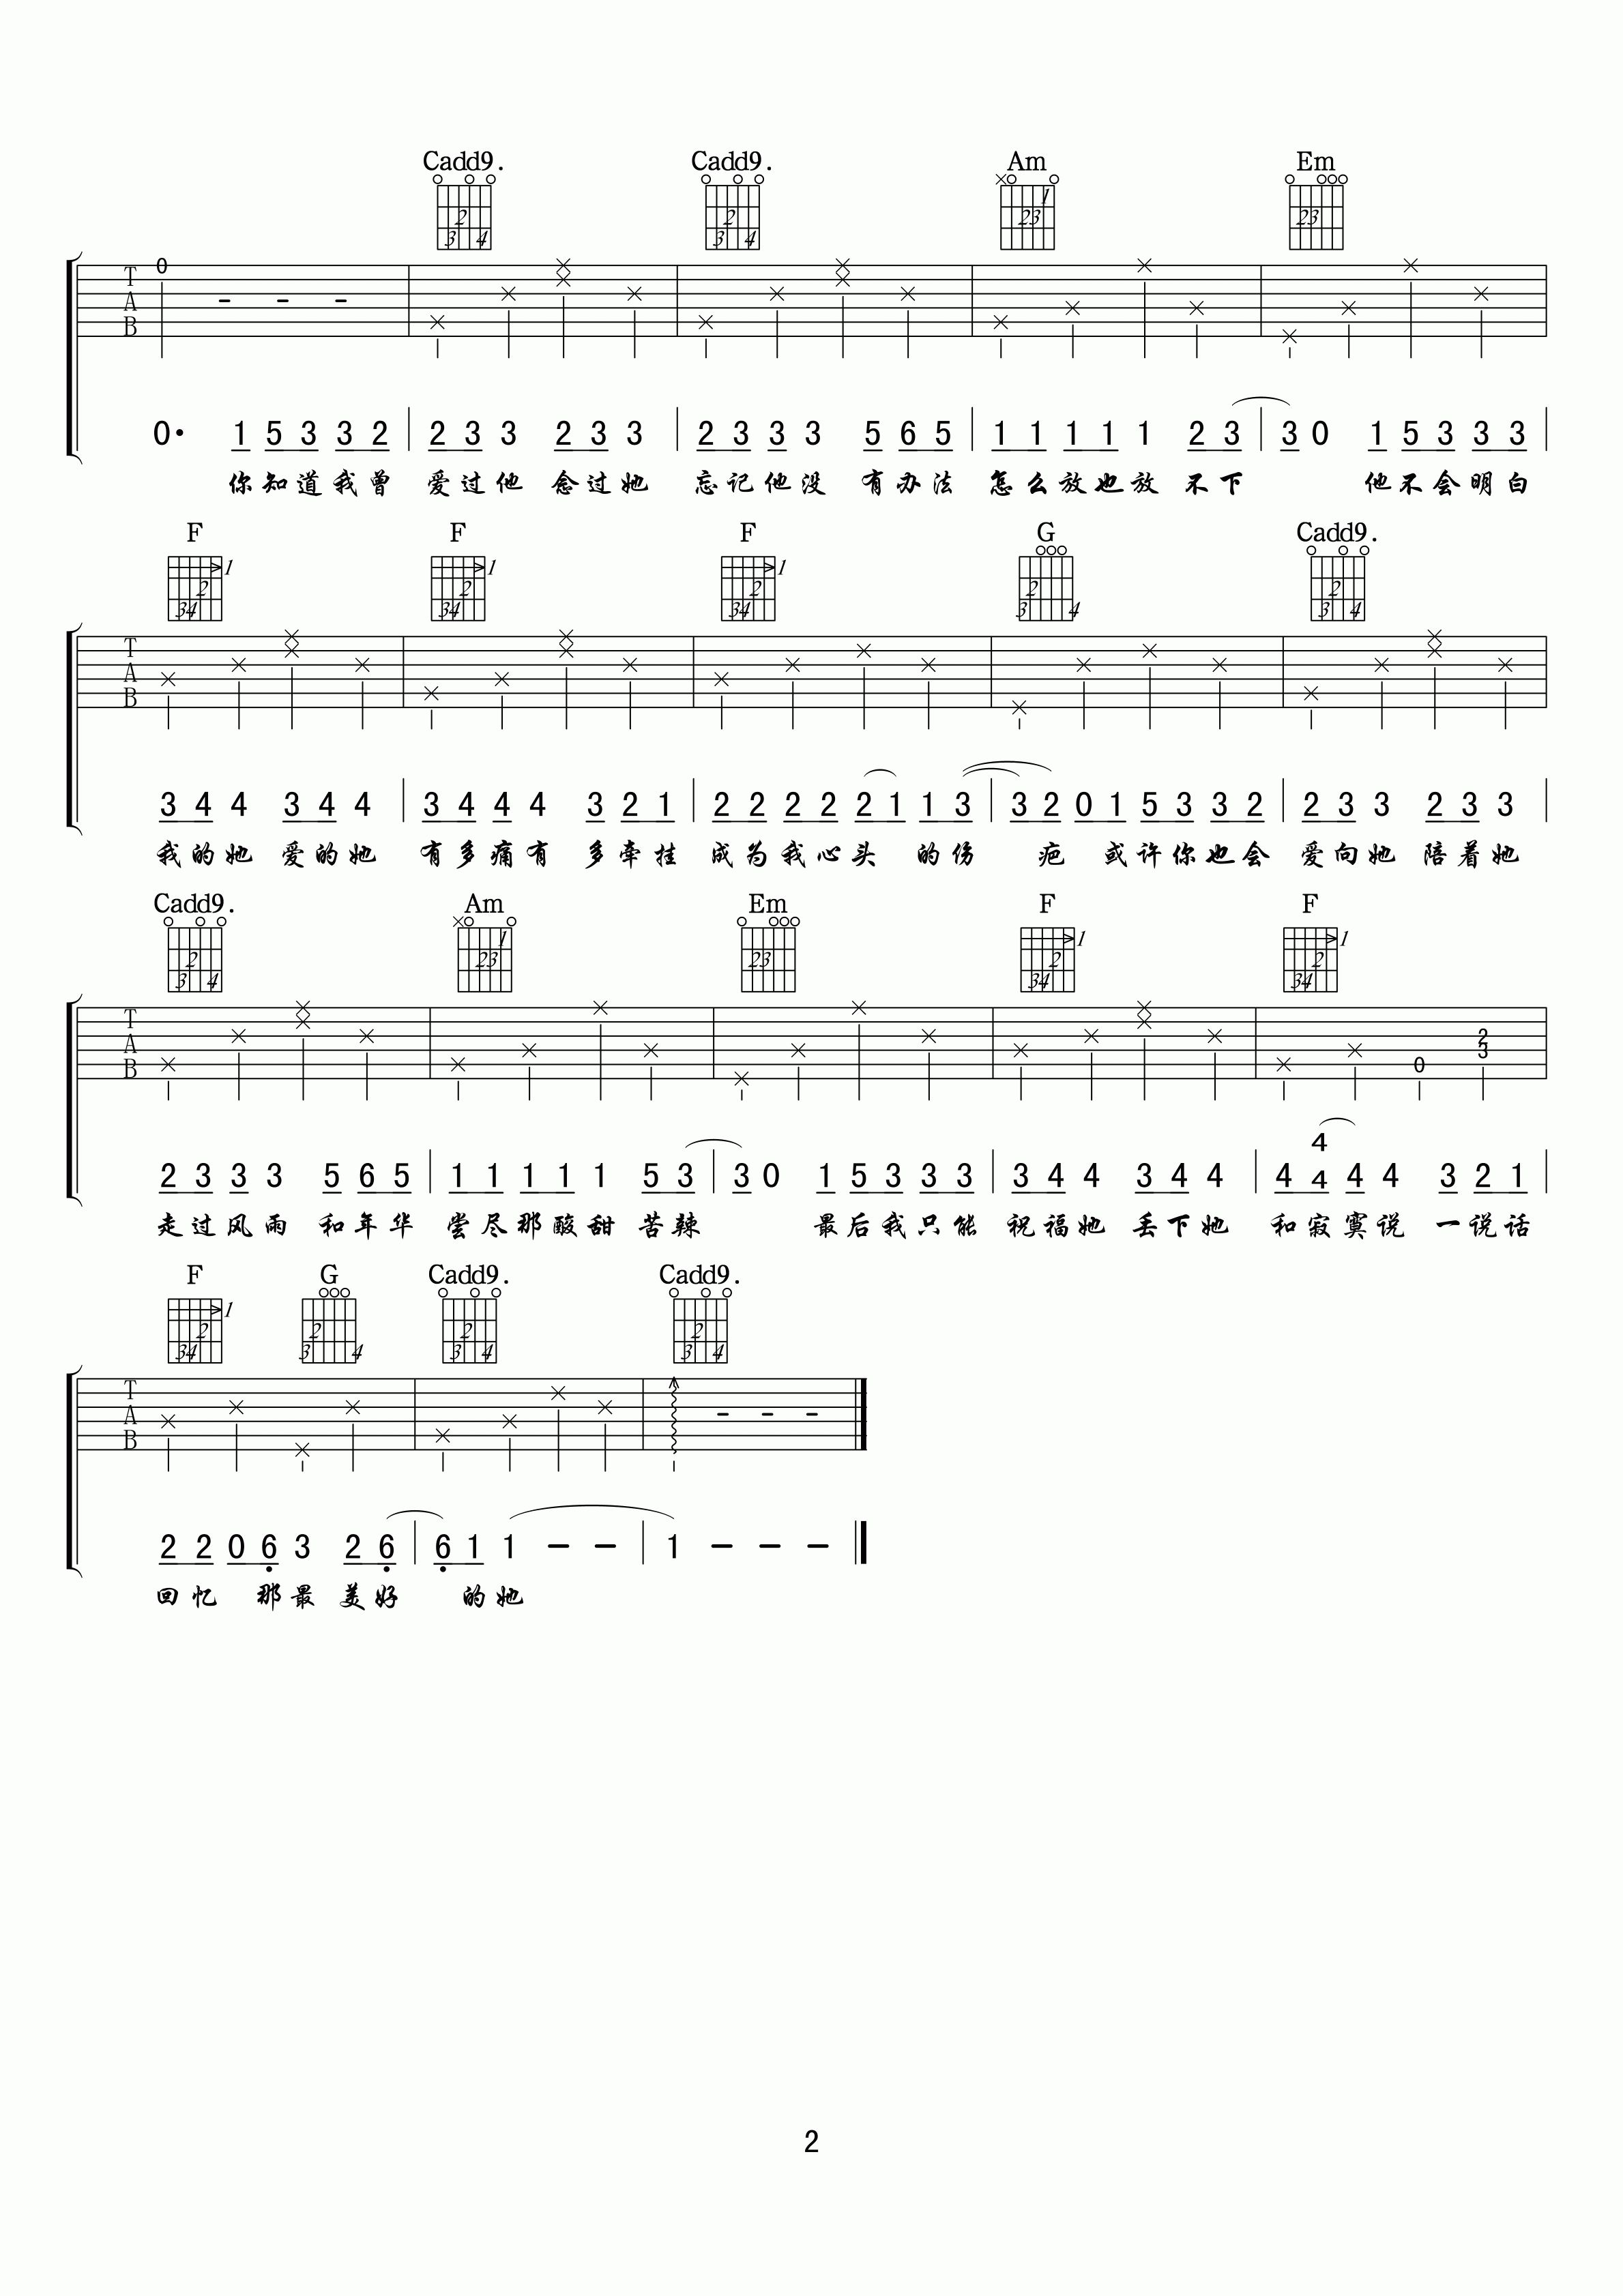 Cadd9. Cadd9. Am Em
T A B 0 - - -
0· 1 5 3 3 2 | 2 3 3 2 3 3 | 2 3 3 3 5 6 5 | 1 1 1 1 1 2 3 | 3 0 1 5 3 3 3 |
你知道我曾 爱过他 念过她 忘记他没 有办法 怎么放也放 不下 他不会明白
F F F G Cadd9.
T A B
3 4 4 3 4 4 | 3 4 4 4 3 2 1 | 2 2 2 2 2 1 1 3 | 3 2 0 1 5 3 3 2 | 2 3 3 2 3 3 |
我的她 爱的她 有多痛有 多牵挂 成为我心头 的伤 疤 或许你也会 爱向她 陪着她
Cadd9. Am Em F F
T A B 0 2 3
4
2 3 3 3 5 6 5 | 1 1 1 1 1 5 3 | 3 0 1 5 3 3 3 | 3 4 4 3 4 4 | 4 4 4 4 3 2 1 |
走过风雨 和年华 尝尽那酸甜 苦辣 最后我只能 祝福她 丢下她 和寂寞说 一说话
F G Cadd9. Cadd9.
T A B - - -
2 2 0 6 3 2 6 | 6 1 1 - - | 1 - - - |
回忆 那最美好 的她
2